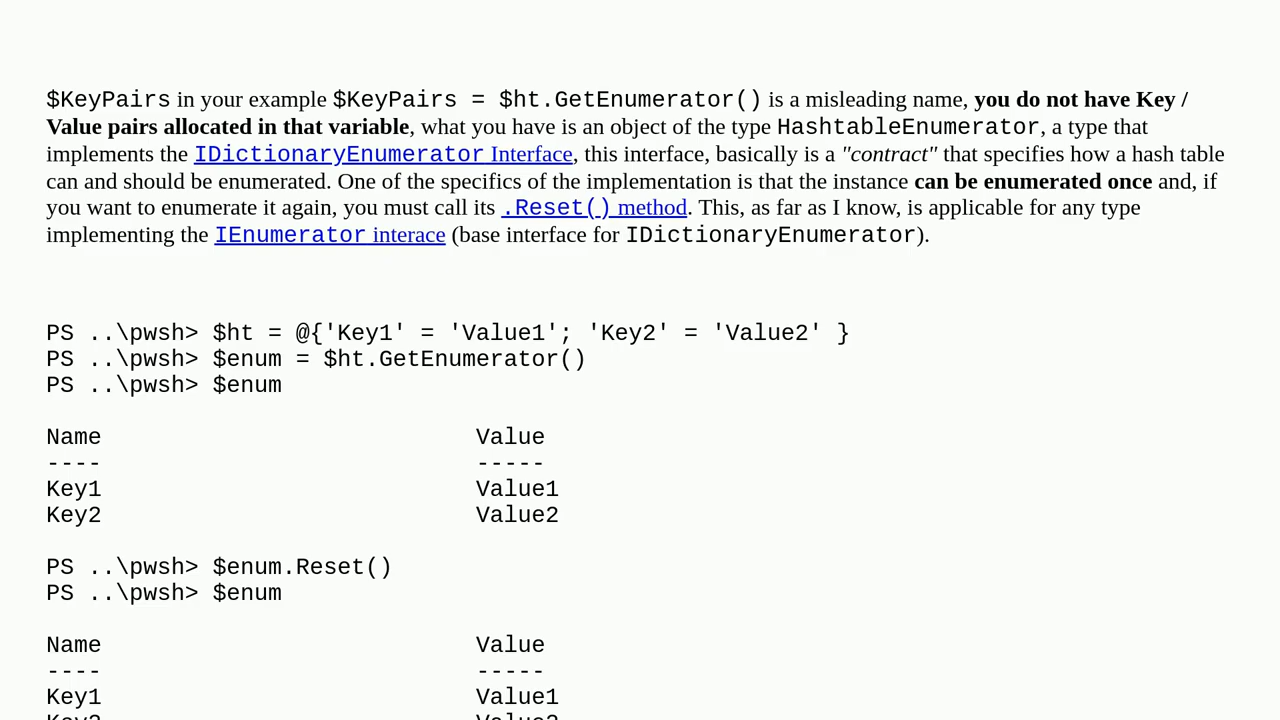 $KeyPairs in your example $KeyPairs = $ht.GetEnumerator() is a misleading name, you do not have Key /
Value pairs allocated in that variable, what you have is an object of the type HashtableEnumerator, a type that
implements the IDictionaryEnumerator Interface, this interface, basically is a "contract" that specifies how a hash table
can and should be enumerated. One of the specifics of the implementation is that the instance can be enumerated once and, if
you want to enumerate it again, you must call its .Reset() method. This, as far as I know, is applicable for any type
implementing the IEnumerator interace (base interface for IDictionaryEnumerator).
PS ..\pwsh> $ht = @{'Key1' = 'Value1'; 'Key2' = 'Value2' }
PS ..\pwsh> $enum = $ht.GetEnumerator()
PS ..\pwsh> $enum
Name                           Value
----                           -----
Key1                           Value1
Key2                           Value2
PS ..\pwsh> $enum.Reset()
PS ..\pwsh> $enum
Name                           Value
----                           -----
Key1                           Value1